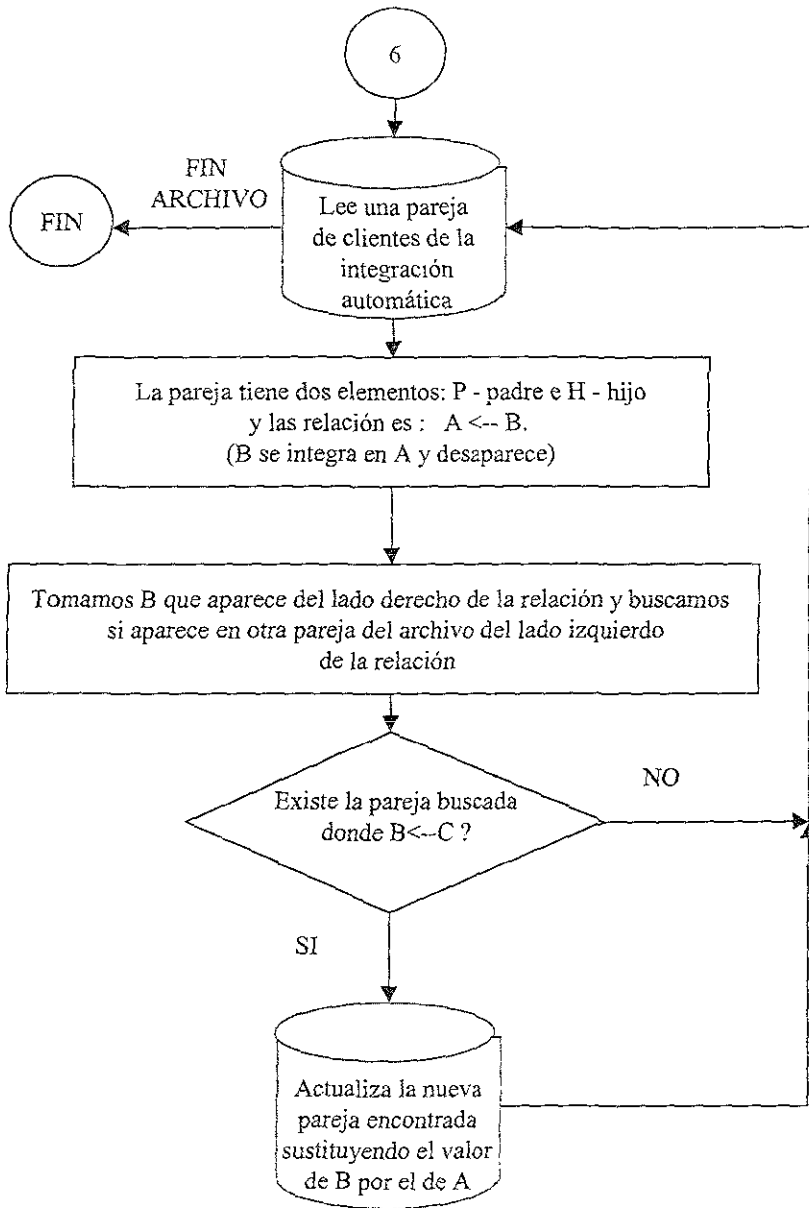 6
FIN
ARCHIVO
FIN
Lee una pareja
de clientes de la
integración
automática
La pareja tiene dos elementos: P - padre e H - hijo
y las relación es : A <-- B.
(B se integra en A y desaparece)
Tomamos B que aparece del lado derecho de la relación y buscamos
si aparece en otra pareja del archivo del lado izquierdo
de la relación
Existe la pareja buscada
donde B<--C ?
NO
SI
Actualiza la nueva
pareja encontrada
sustituyendo el valor
de B por el de A